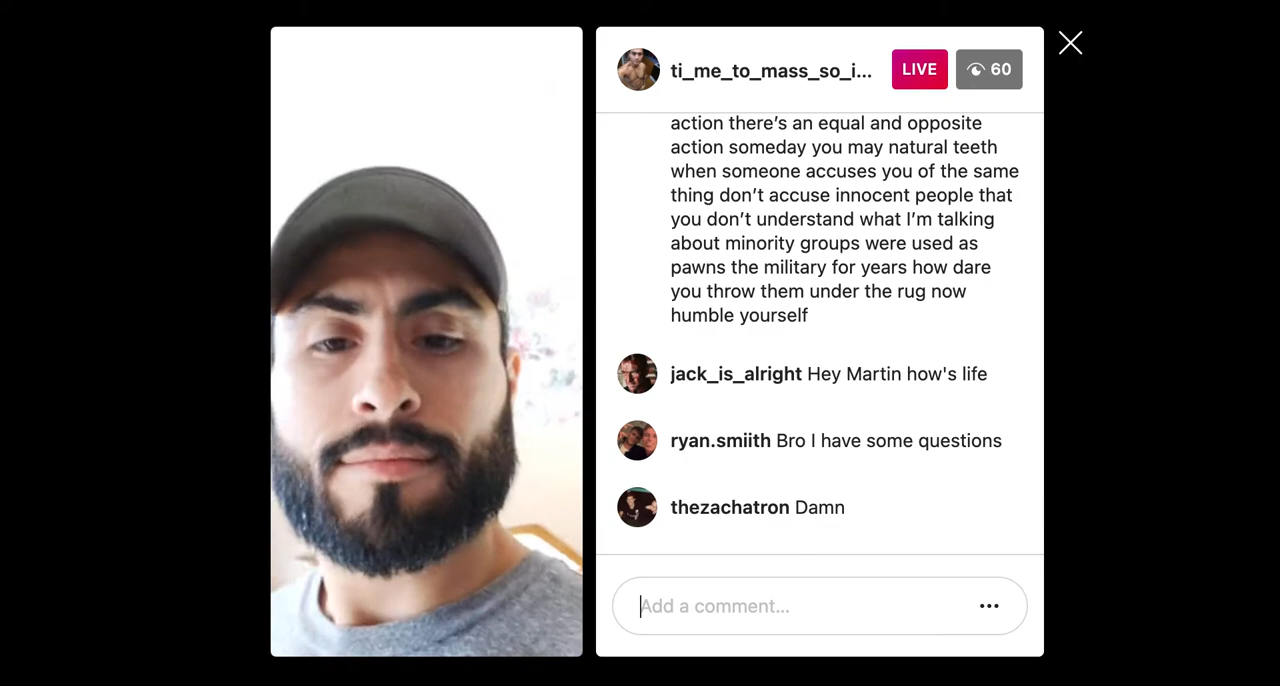 ti_me_to_mass_so_i...
LIVE
60
action there’s an equal and opposite
action someday you may natural teeth
when someone accuses you of the same
thing don’t accuse innocent people that
you don’t understand what I’m talking
about minority groups were used as
pawns the military for years how dare
you throw them under the rug now
humble yourself
jack_is_alright Hey Martin how's life
ryan.smiith Bro I have some questions
thezachatron Damn
Add a comment...